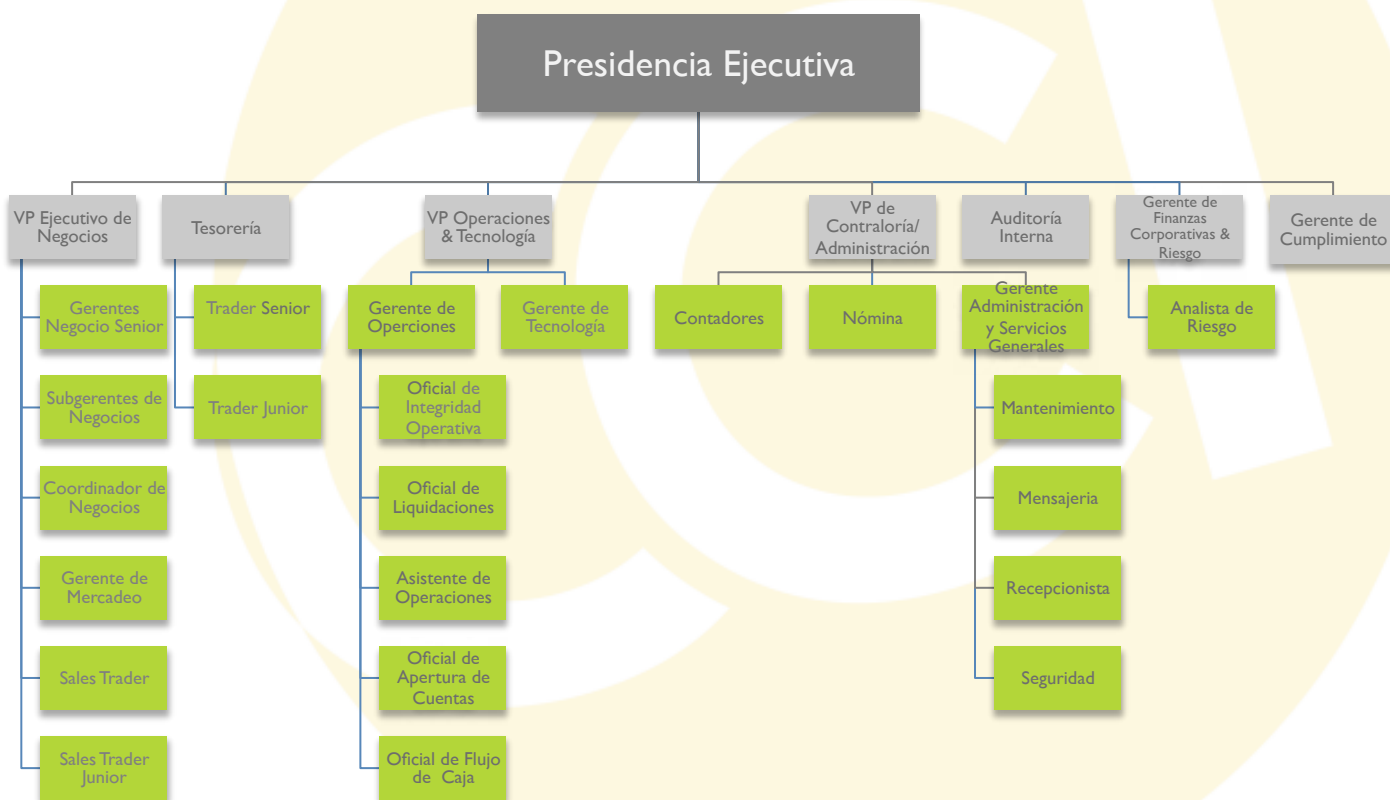 Presidencia Ejecutiva
VP Ejecutivo de
Negocios
Tesorería
VP Operaciones
& Tecnología
VP de
Contraloría/
Administración
Auditoría
Interna
Gerente de
Finanzas
Corporativas &
Riesgo
Gerente de
Cumplimiento
Gerentes
Negocio Senior
Subgerentes de
Negocios
Coordinador de
Negocios
Gerente de
Mercadeo
Sales Trader
Sales Trader
Junior
Trader Senior
Trader Junior
Gerente de
Operciones
Gerente de
Tecnología
Oficial de
Integridad
Operativa
Oficial de
Liquidaciones
Asistente de
Operaciones
Oficial de
Apertura de
Cuentas
Oficial de Flujo
de Caja
Contadores
Nómina
Gerente
Administración
y Servicios
Generales
Mantenimiento
Mensajeria
Recepcionista
Seguridad
Analista de
Riesgo